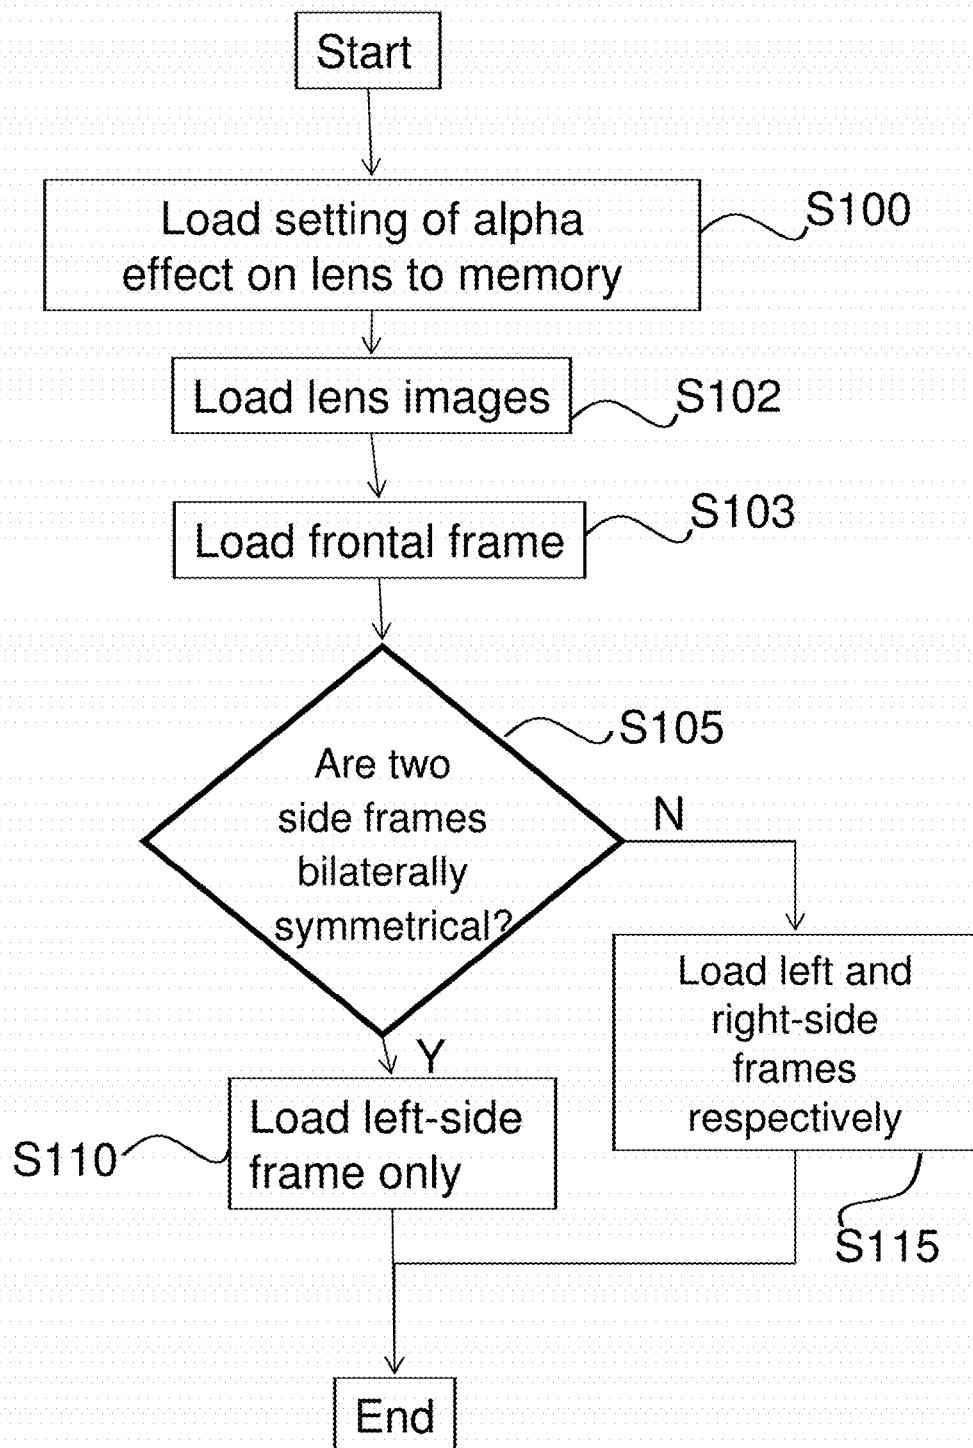 Start
Load setting of alpha
effect on lens to memory
S100
Load lens images
S102
Load frontal frame
S103
Are two
side frames
bilaterally
symmetrical?
S105
N
Y
Load left and
right-side
frames
respectively
S115
Load left-side
frame only
S110
End